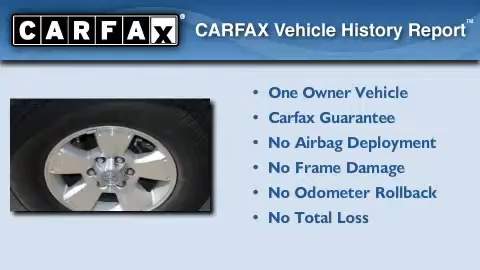 CARFAX®
CARFAX Vehicle History Report™
• One Owner Vehicle
• Carfax Guarantee
• No Airbag Deployment
• No Frame Damage
• No Odometer Rollback
• No Total Loss